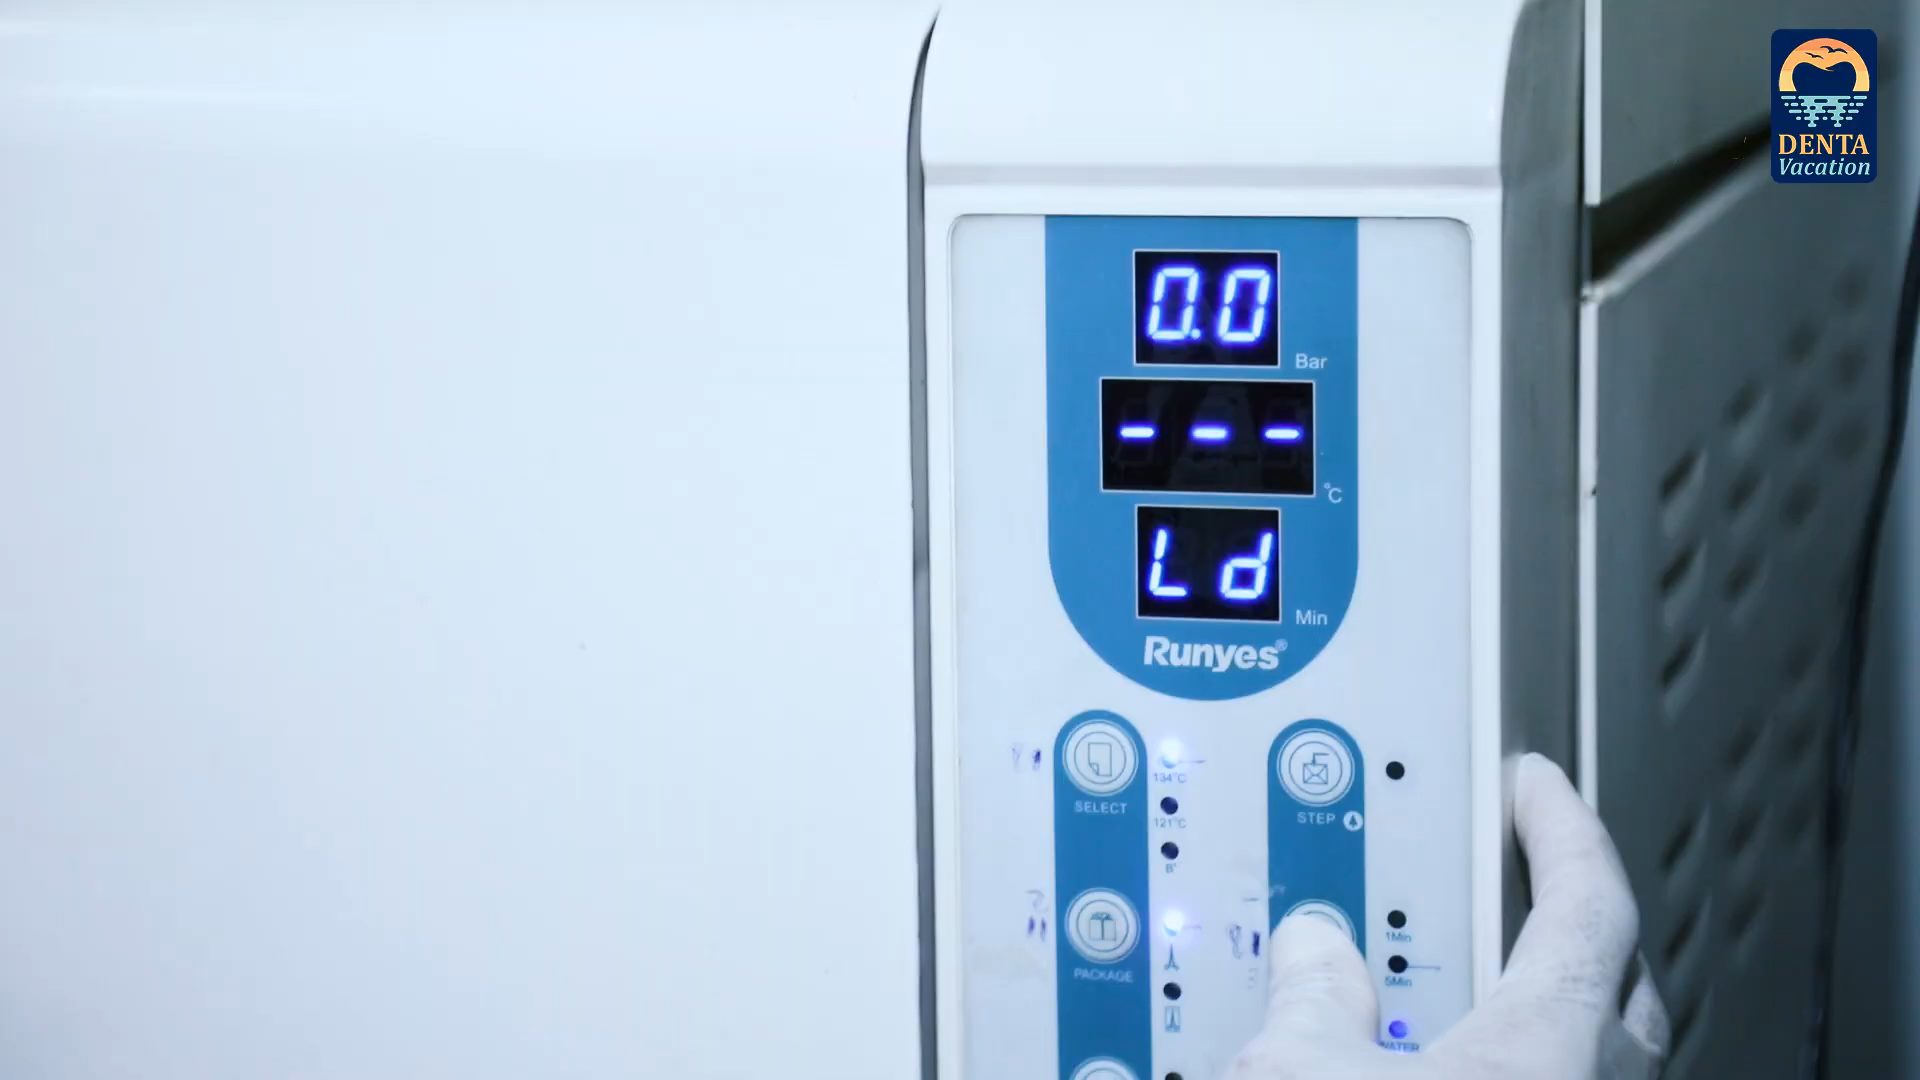 DENTA
Vacation
0.0
Bar
- - -
°C
Ld
Min
Runyes®
SELECT
134°C
121°C
B+
STEP
PACKAGE
1Min
5Min
WATER